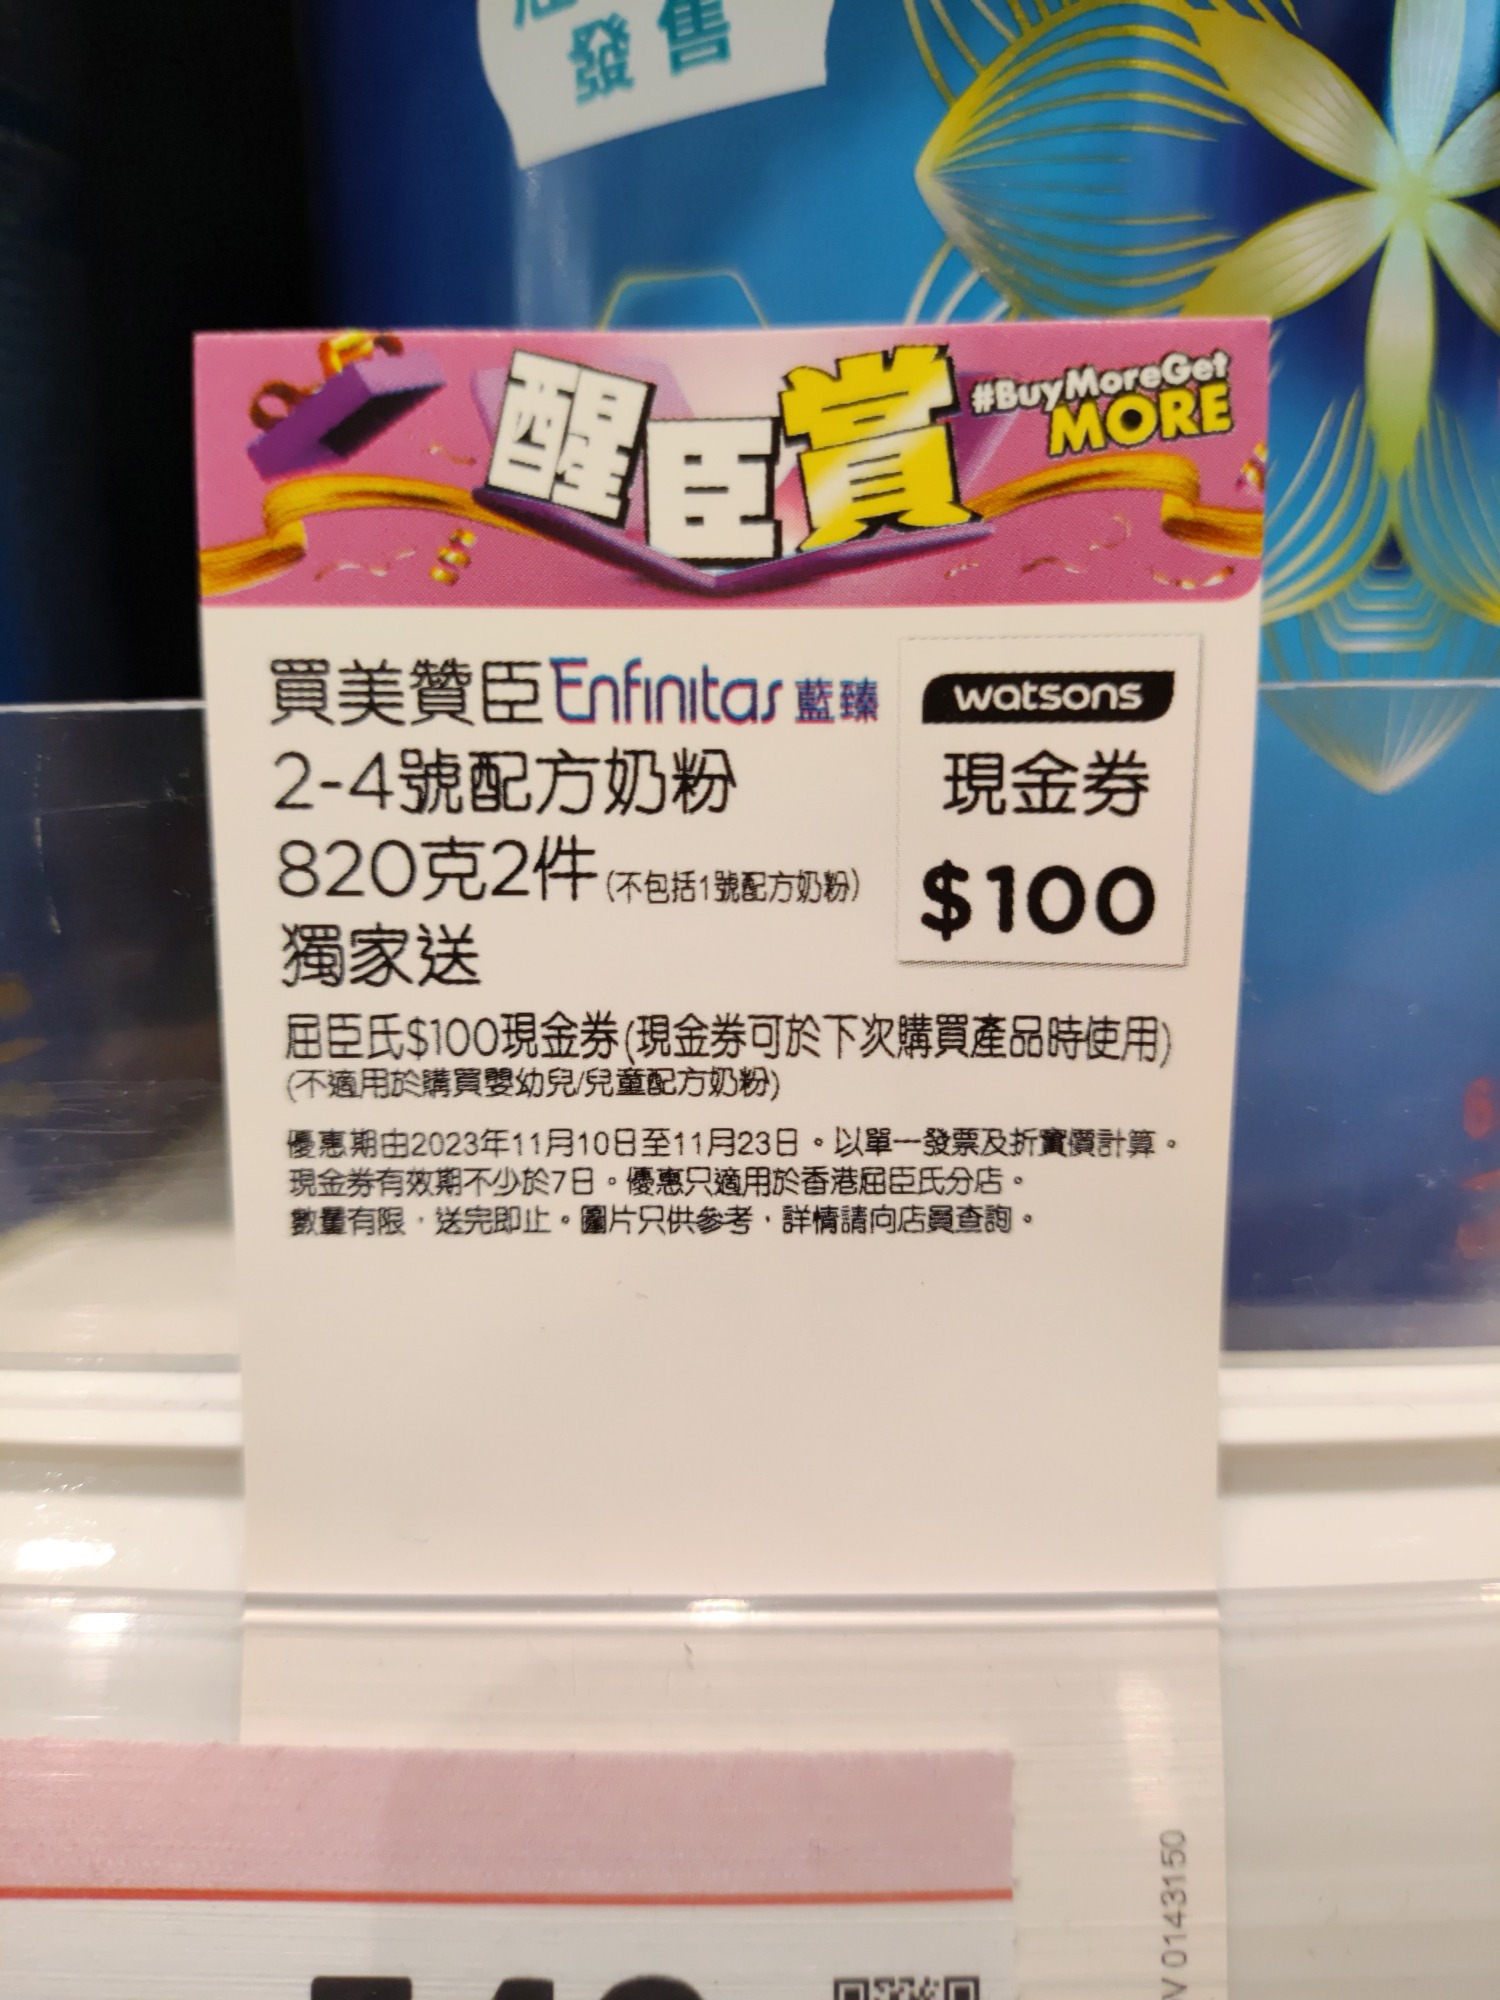 發售
醒臣賞
#BuyMoreGet
MORE
買美贊臣Enfinitas 藍臻
2-4號配方奶粉
820克2件(不包括1號配方奶粉)
獨家送
watsons
現金券
$100
屈臣氏$100現金券(現金券可於下次購買產品時使用)
(不適用於購買嬰幼兒/兒童配方奶粉)
優惠期由2023年11月10日至11月23日。以單一發票及折實價計算。
現金券有效期不少於7日。優惠只適用於香港屈臣氏分店。
數量有限，送完即止。圖片只供參考，詳情請向店員查詢。
V 0143150